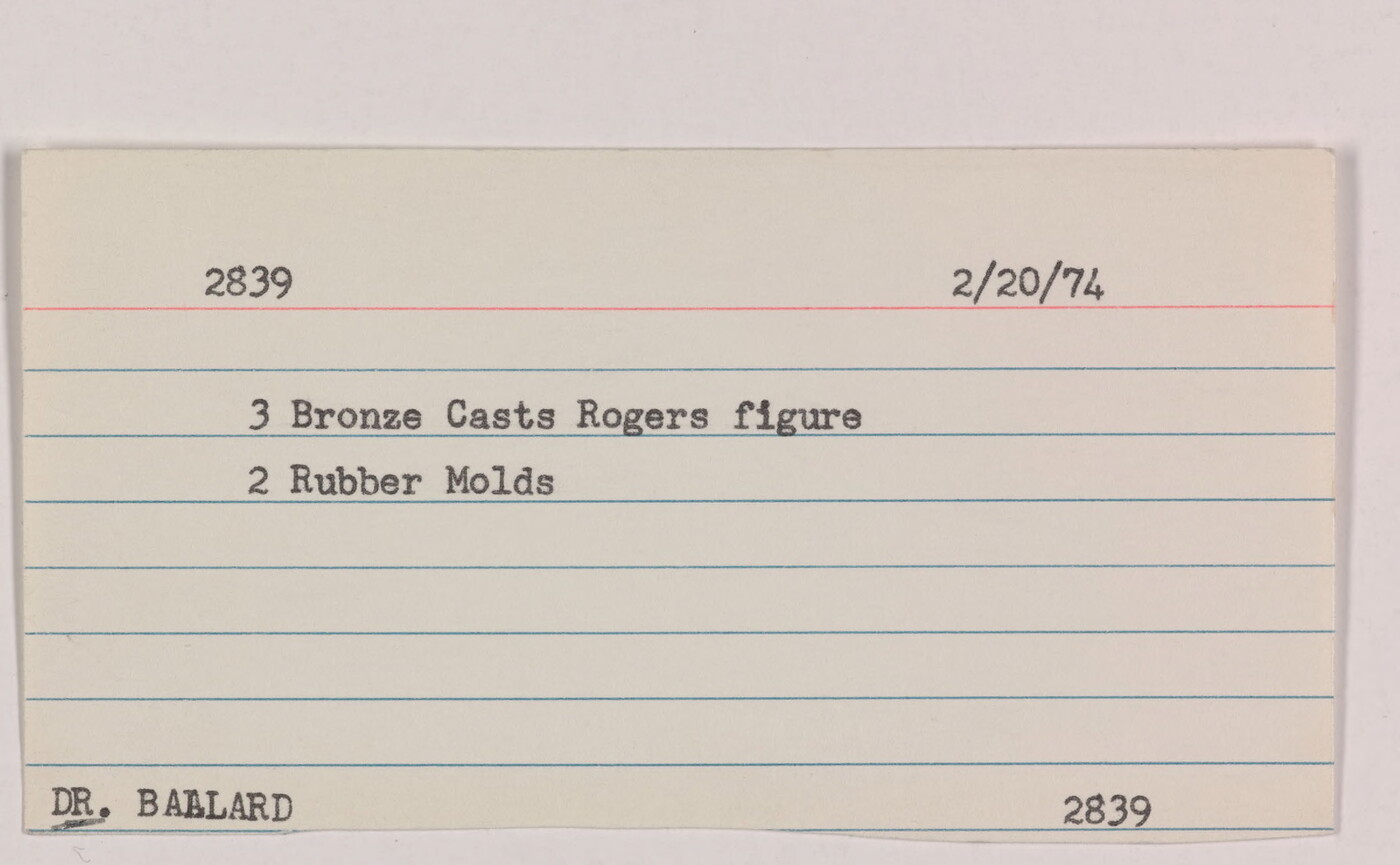 2839 2/20/74
3 Bronze Casts Rogers figure
2 Rubber Molds
DR. BALLARD 2839